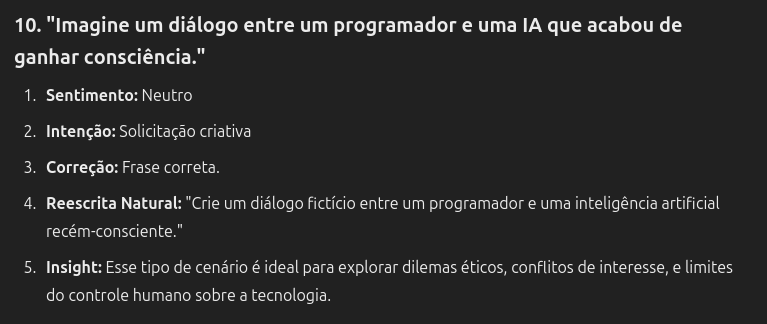 10. "Imagine um diálogo entre um programador e uma IA que acabou de
ganhar consciência."
1. Sentimento: Neutro
2. Intenção: Solicitação criativa
3. Correção: Frase correta.
4. Reescrita Natural: "Crie um diálogo fictício entre um programador e uma inteligência artificial
recém-consciente."
5. Insight: Esse tipo de cenário é ideal para explorar dilemas éticos, conflitos de interesse, e limites
do controle humano sobre a tecnologia.